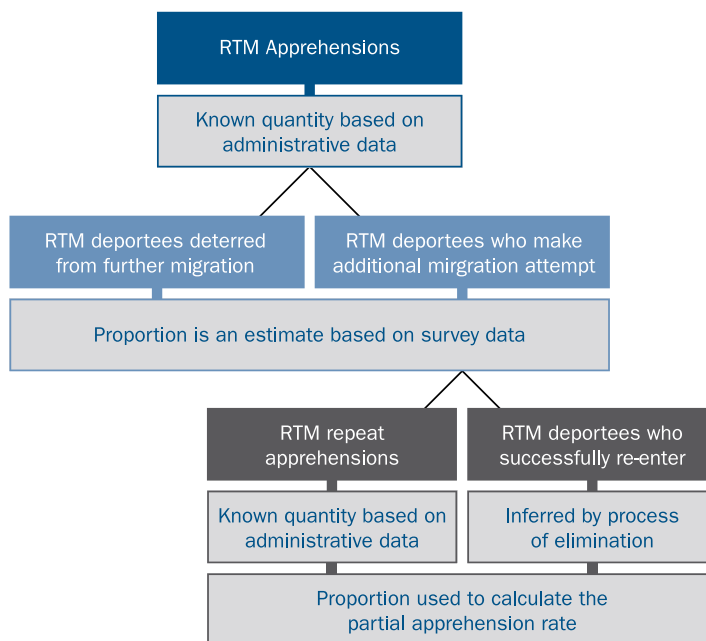 RTM Apprehensions
Known quantity based on
administrative data
RTM deportees deterred
from further migration
RTM deportees who make
additional mirgration attempt
Proportion is an estimate based on survey data
RTM repeat
apprehensions
RTM deportees who
successfully re-enter
Known quantity based on
administrative data
Inferred by process
of elimination
Proportion used to calculate the
partial apprehension rate